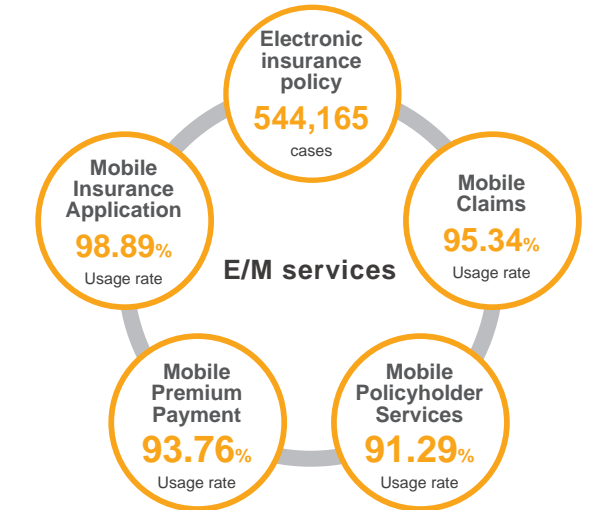 Electronic
insurance
policy
544,165
cases
Mobile
Insurance
Application
98.89%
Usage rate
Mobile
Claims
95.34%
Usage rate
E/M services
Mobile
Premium
Payment
93.76%
Usage rate
Mobile
Policyholder
Services
91.29%
Usage rate